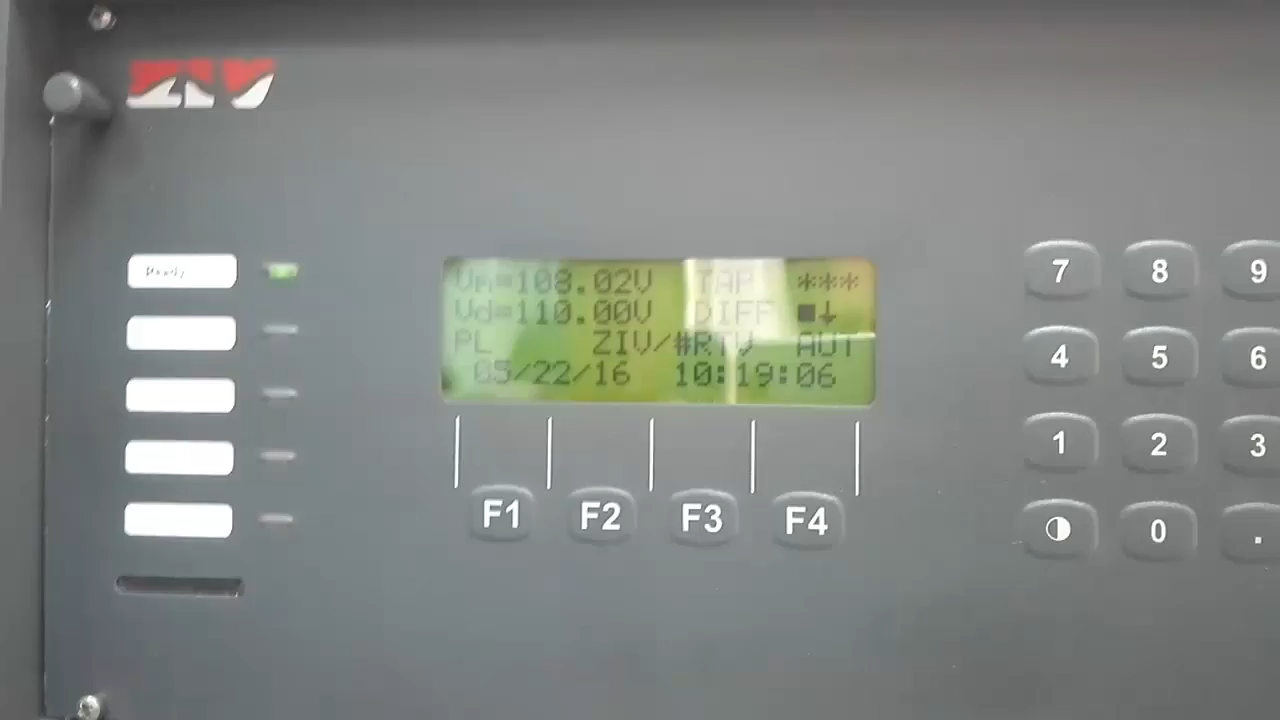 ZIV
Ready
Vm=108.02V TAP ***
Vd=110.00V DIFF
PL ZIV/#RTV AUT
05/22/16 10:19:06
F1 F2 F3 F4
7 8 9
4 5 6
1 2 3
0 .